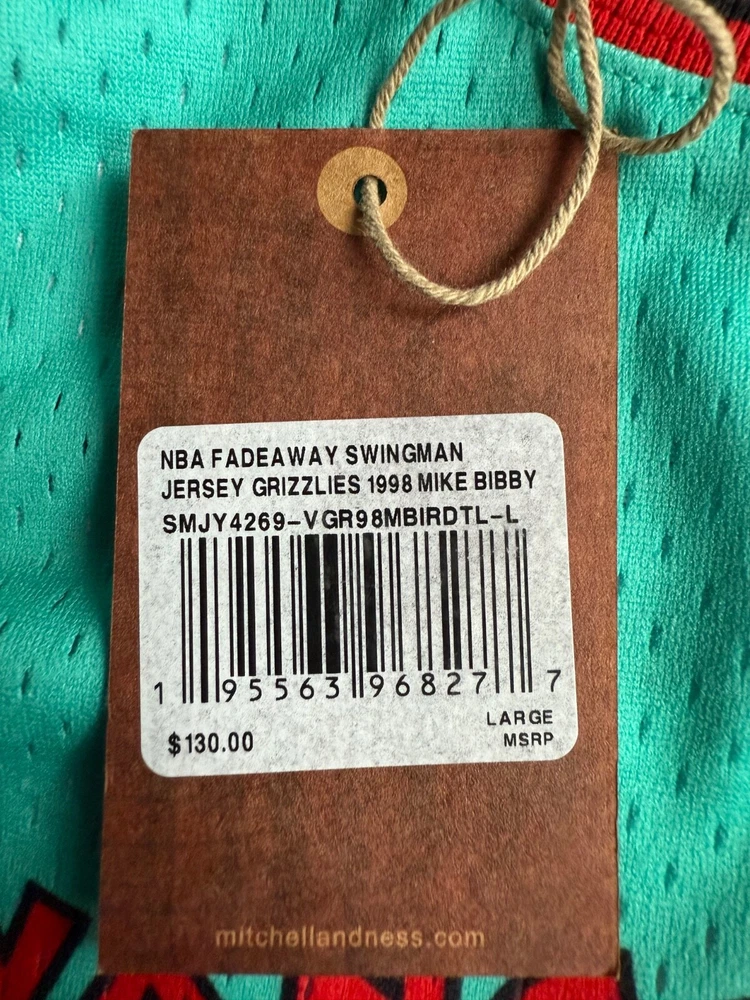 NBA FADEAWAY SWINGMAN
JERSEY GRIZZLIES 1998 MIKE BIBBY
SMJY4269-VGR98MBIRDTL-L
1 95563 96827 7
LARGE
$130.00 MSRP
mitchellandness.com